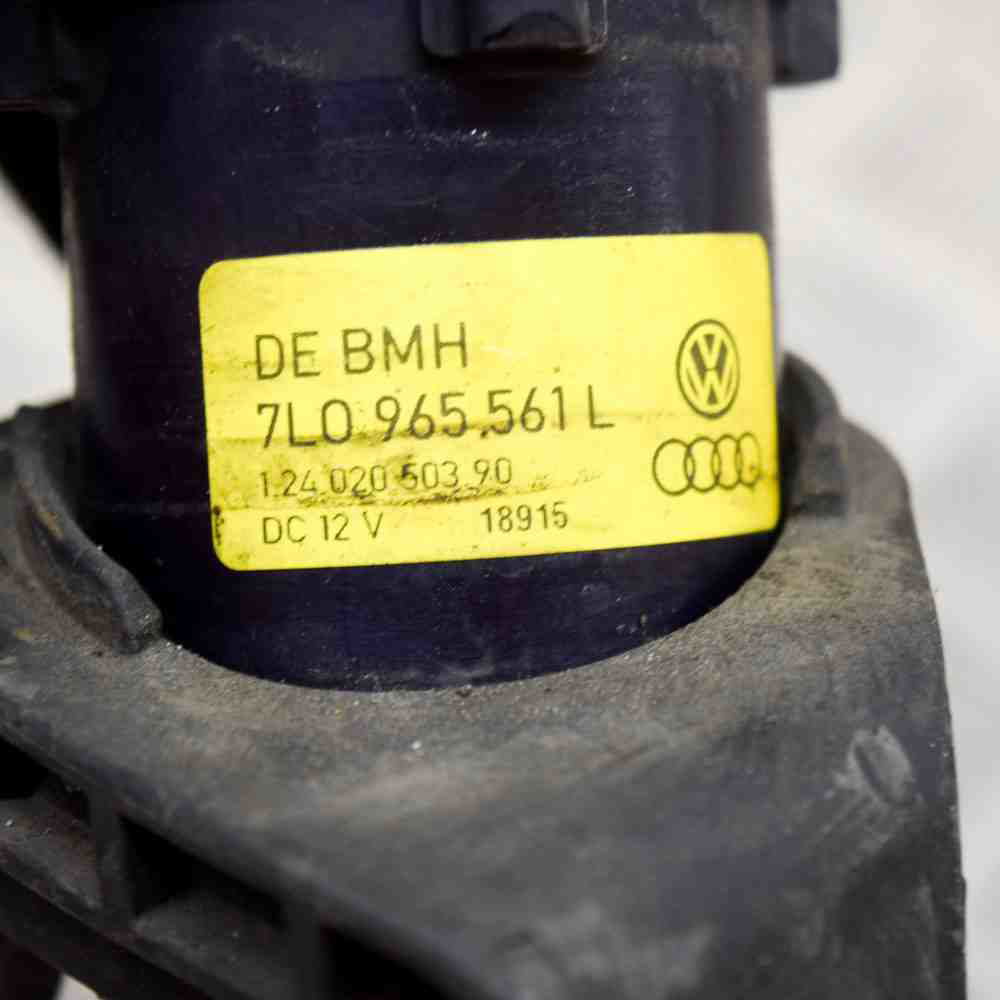 DE BMH
7L0 965.561 L
1.24 020 503 90
DC 12 V 18915